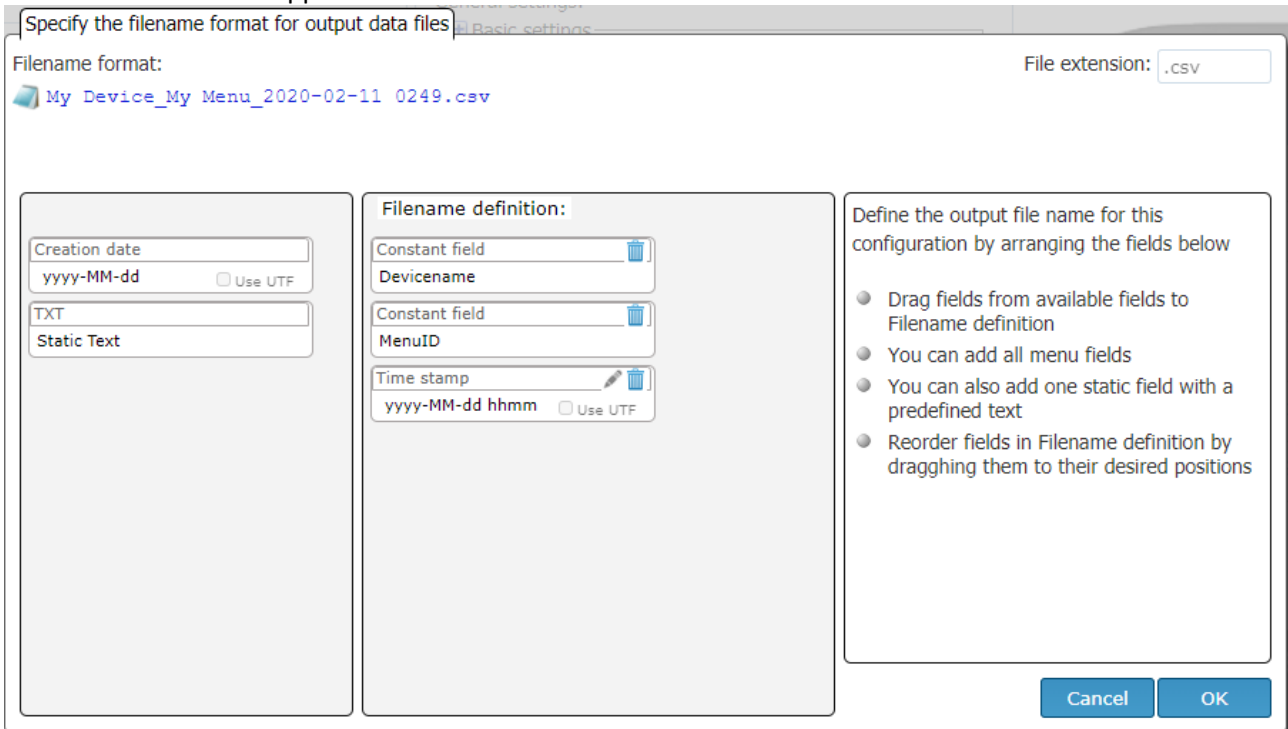 General settings:
Specify the filename format for output data files
Basic settings
Filename format:
File extension: .csv
My Device_My Menu_2020-02-11 0249.csv
Creation date
yyyy-MM-dd Use UTF
TXT
Static Text
Filename definition:
Constant field
Devicename
Constant field
MenuID
Time stamp
yyyy-MM-dd hhmm Use UTF
Define the output file name for this
configuration by arranging the fields below
Drag fields from available fields to
Filename definition
You can add all menu fields
You can also add one static field with a
predefined text
Reorder fields in Filename definition by
dragghing them to their desired positions
Cancel OK